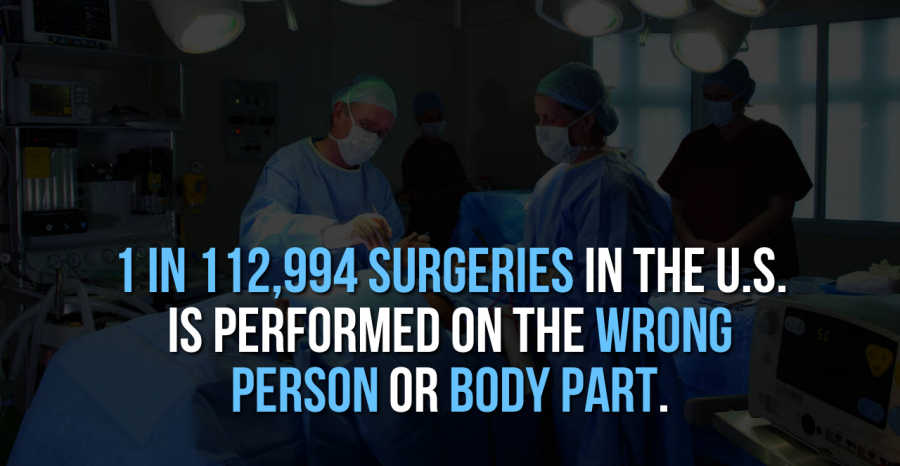 1 IN 112,994 SURGERIES IN THE U.S.
IS PERFORMED ON THE WRONG
PERSON OR BODY PART.